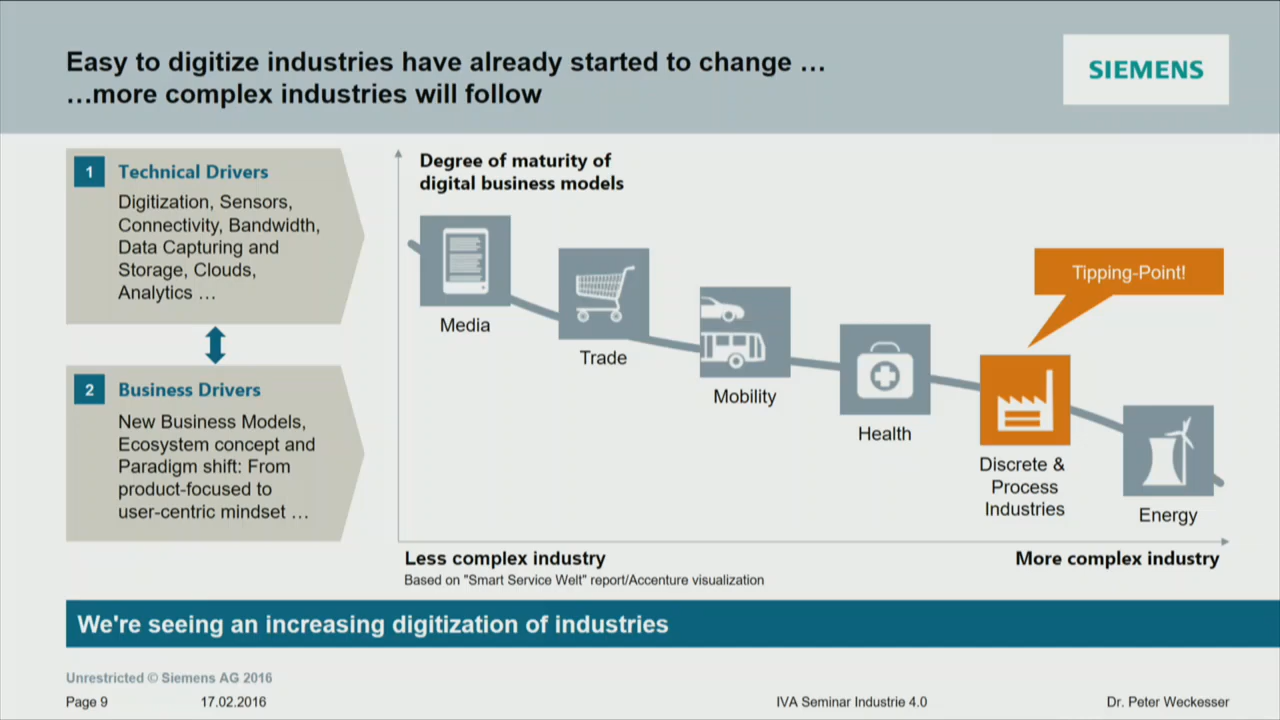 Easy to digitize industries have already started to change …
…more complex industries will follow
SIEMENS
1
Technical Drivers
Digitization, Sensors,
Connectivity, Bandwidth,
Data Capturing and
Storage, Clouds,
Analytics …
2
Business Drivers
New Business Models,
Ecosystem concept and
Paradigm shift: From
product-focused to
user-centric mindset …
Degree of maturity of
digital business models
Media
Trade
Mobility
Health
Tipping-Point!
Discrete &
Process
Industries
Energy
Less complex industry
More complex industry
Based on "Smart Service Welt" report/Accenture visualization
We're seeing an increasing digitization of industries
Unrestricted © Siemens AG 2016
Page 9
17.02.2016
IVA Seminar Industrie 4.0
Dr. Peter Weckesser